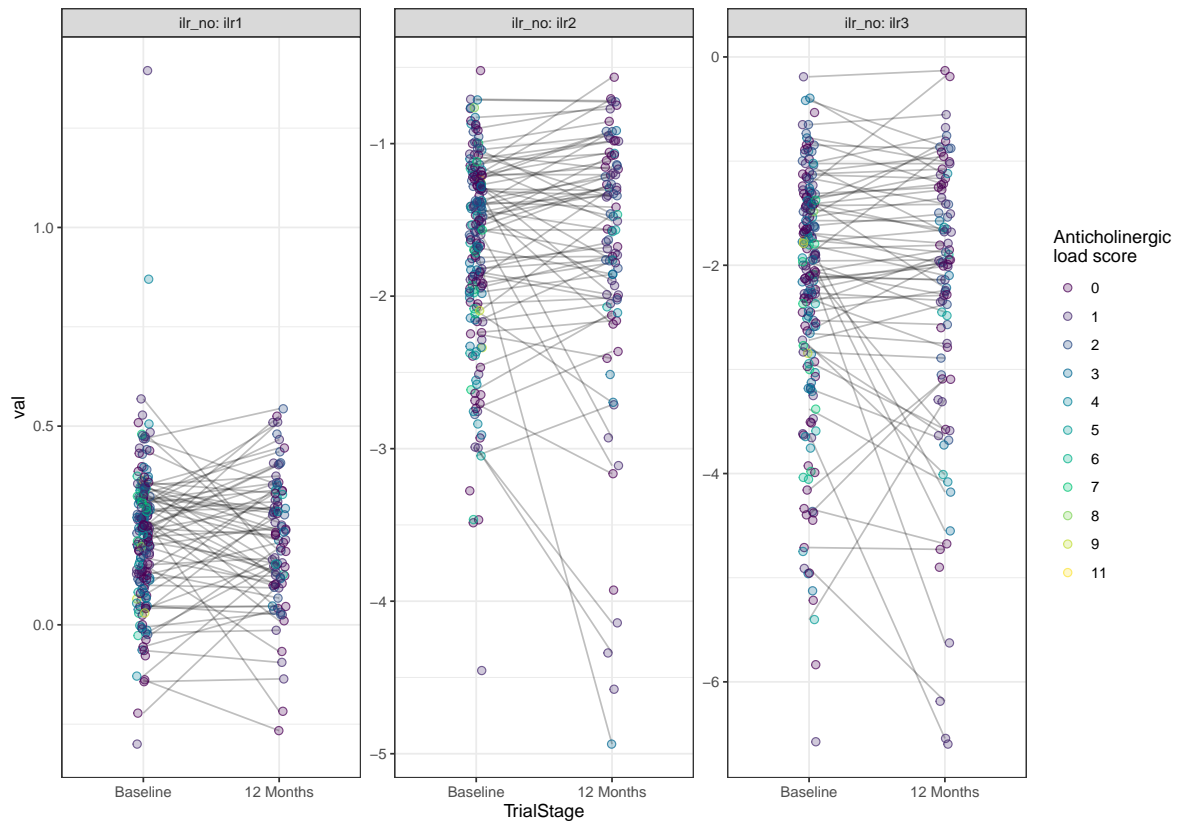 ilr_no: ilr1
ilr_no: ilr2
ilr_no: ilr3
val
1.0
0.5
0.0
−1
−2
−3
−4
−5
0
−2
−4
−6
Baseline
12 Months
Baseline
12 Months
Baseline
12 Months
TrialStage
Anticholinergic
load score
0
1
2
3
4
5
6
7
8
9
11